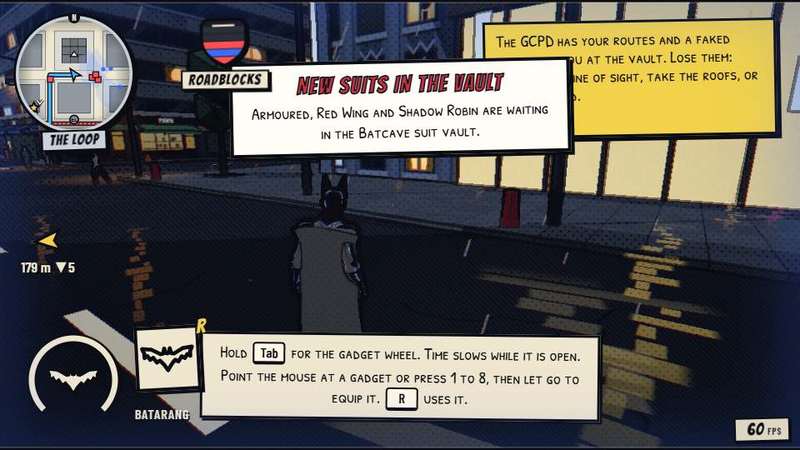 N
THE GCPD HAS YOUR ROUTES AND A FAKED
U AT THE VAULT. LOSE THEM:
INE OF SIGHT, TAKE THE ROOFS, OR
ROADBLOCKS
NEW SUITS IN THE VAULT
ARMOURED, RED WING AND SHADOW ROBIN ARE WAITING
IN THE BATCAVE SUIT VAULT.
THE LOOP
179 m ▼5
R
HOLD Tab FOR THE GADGET WHEEL. TIME SLOWS WHILE IT IS OPEN.
POINT THE MOUSE AT A GADGET OR PRESS 1 TO 8, THEN LET GO TO
EQUIP IT. R USES IT.
BATARANG
60 FPS